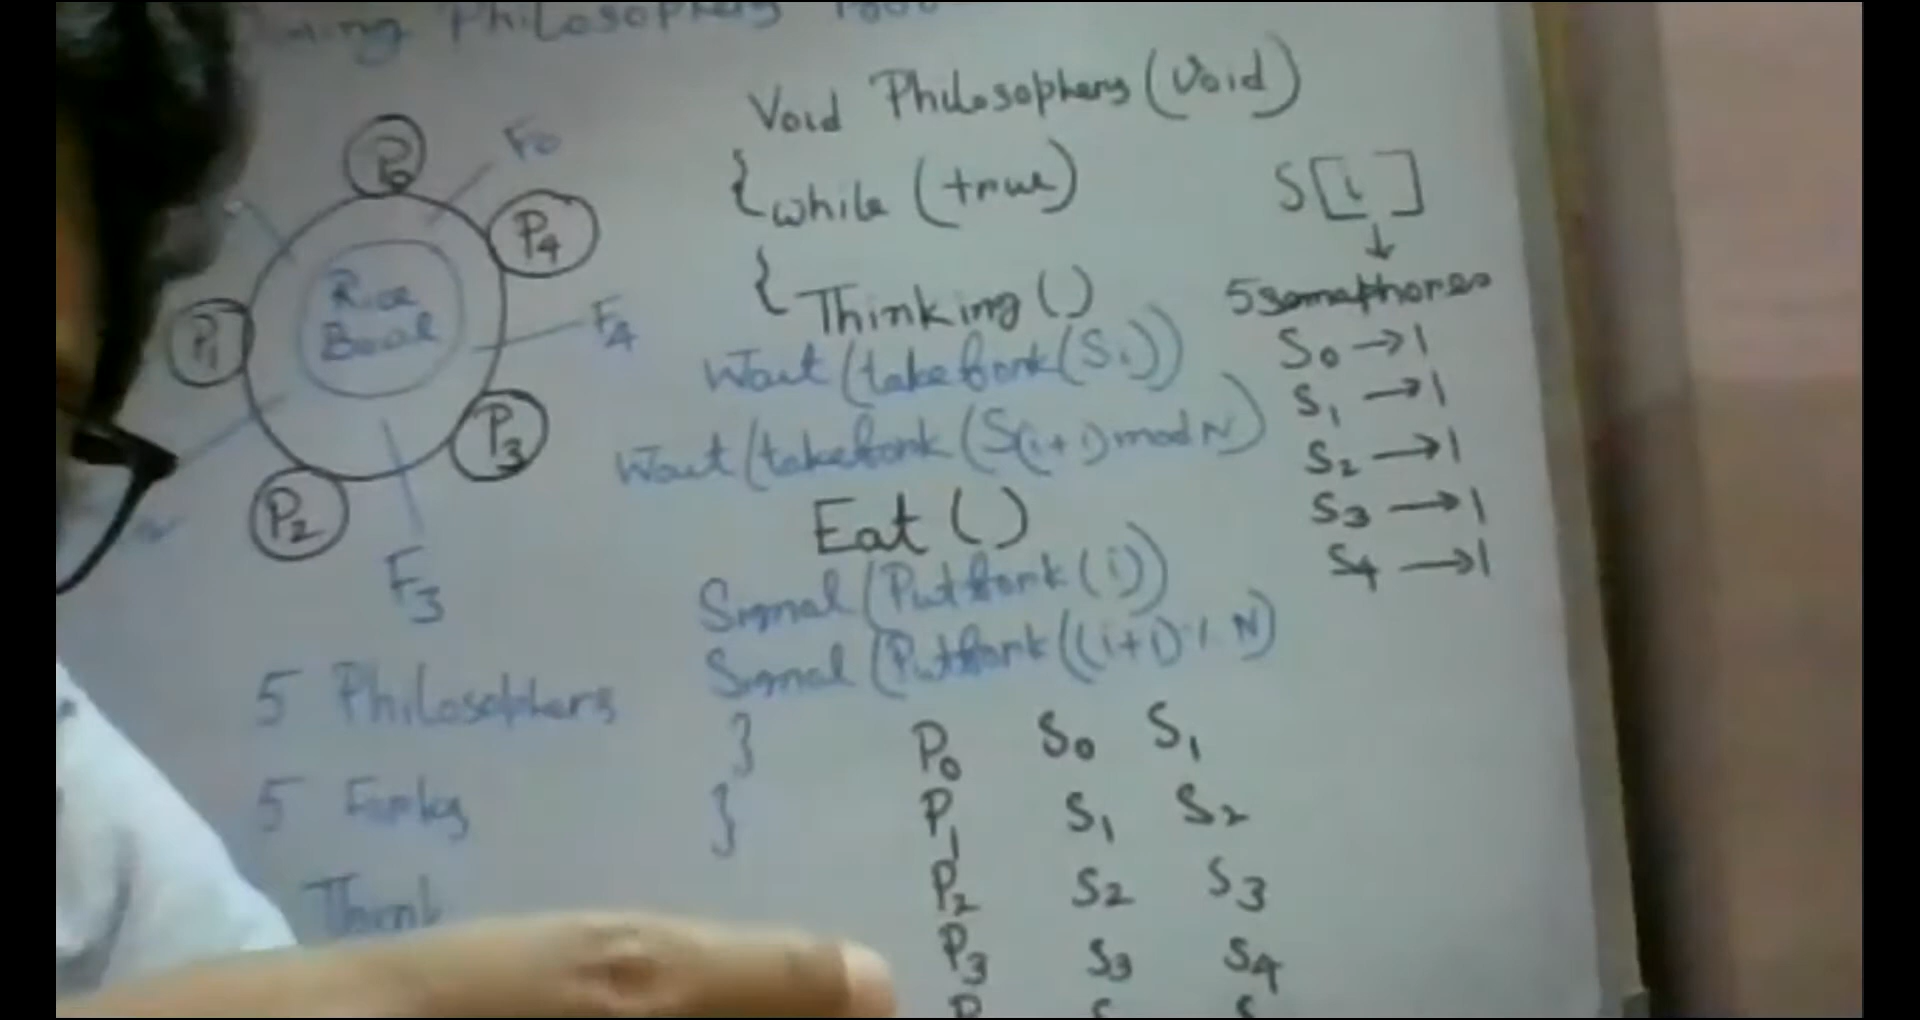 Philosophers
Void Philosophers (Void)
{ while (true)
{ Thinking ()
Wait (takefork (Si))
Wait (takefork (S(i+1) mod N)
Eat ()
Signal (Putfork (i))
Signal (Putfork ((i+1) % N)
}
}
S[i]
↓
5 semaphores
S0 → 1
S1 → 1
S2 → 1
S3 → 1
S4 → 1
P0
F0
P4
Rice
Bowl
F4
P1
P3
P2
F3
5 Philosophers
5 Forks
Think
P0 S0 S1
P1 S1 S2
P2 S2 S3
P3 S3 S4